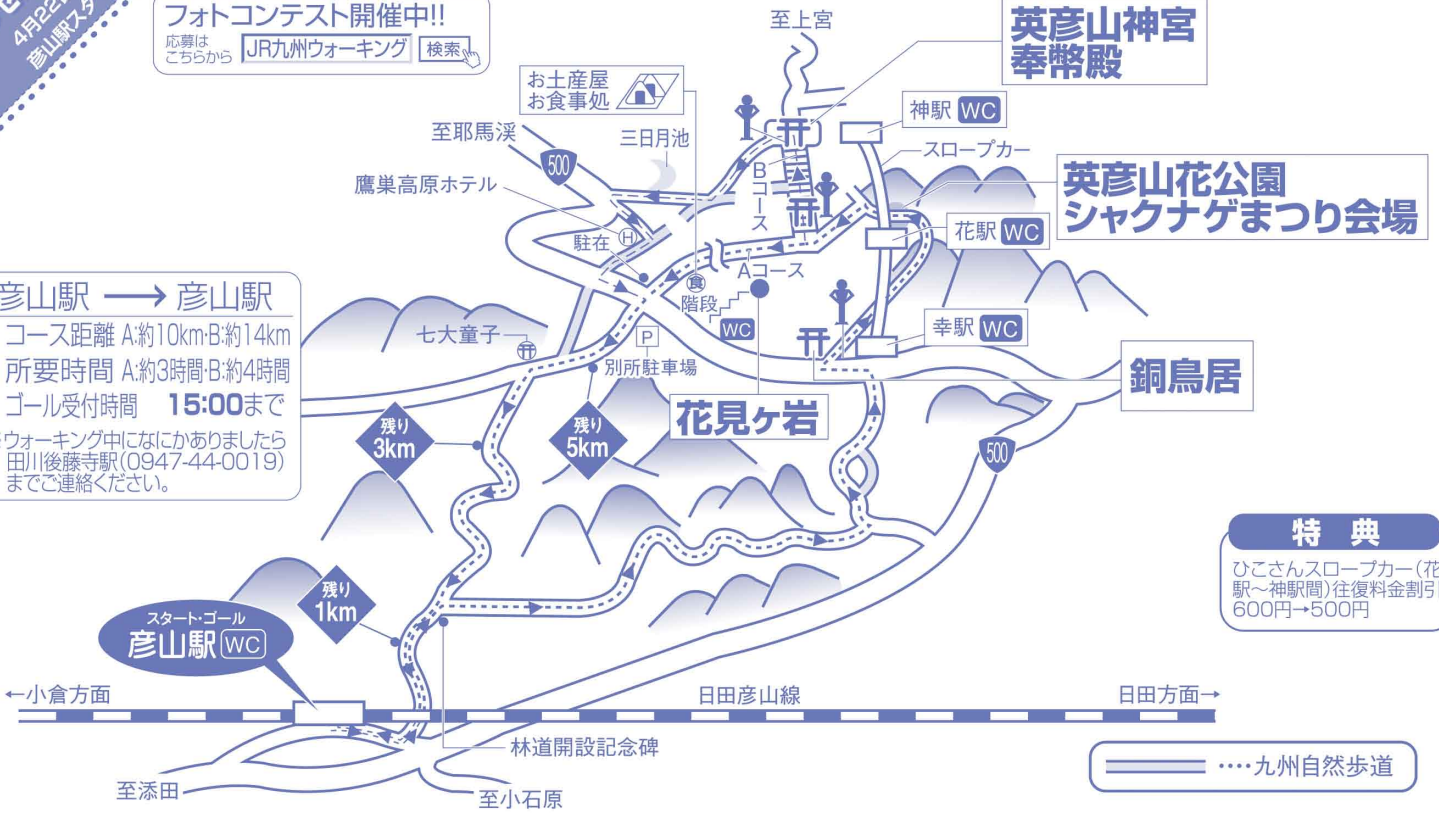 4月22日
彦山駅スタ
フォトコンテスト開催中!!
応募は
こちらから
JR九州ウォーキング
検索
至上宮
英彦山神宮
奉幣殿
お土産屋
お食事処
至耶馬渓
500
三日月池
鷹巣高原ホテル
駐在
H
Bコース
神駅 WC
スロープカー
英彦山花公園
シャクナゲまつり会場
花駅 WC
Aコース
食
階段
WC
幸駅 WC
銅鳥居
花見ヶ岩
七大童子
P
別所駐車場
彦山駅 → 彦山駅
コース距離 A:約10km・B:約14km
所要時間 A:約3時間・B:約4時間
ゴール受付時間 15:00まで
ウォーキング中になにかありましたら
田川後藤寺駅(0947-44-0019)
までご連絡ください。
残り
3km
残り
5km
500
残り
1km
特 典
ひこさんスロープカー(花
駅〜神駅間)往復料金割引
600円→500円
スタート・ゴール
彦山駅 WC
←小倉方面
日田彦山線
日田方面→
林道開設記念碑
至添田
至小石原
・・・・九州自然歩道